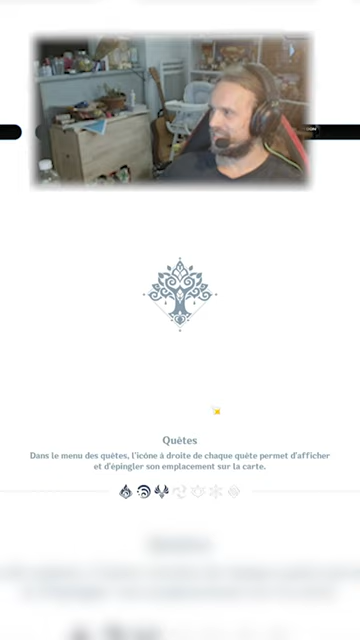 Quêtes
Dans le menu des quêtes, l'icône à droite de chaque quête permet d'afficher
et d'épingler son emplacement sur la carte.